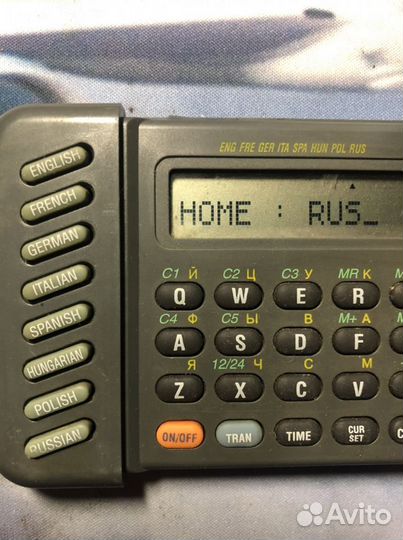 ENG FRE GER ITA SPA HUN POL RUS
HOME : RUS_
ENGLISH
FRENCH
GERMAN
ITALIAN
SPANISH
HUNGARIAN
POLISH
RUSSIAN
C1 Й C2 Ц C3 У MR К
Q W E R
C4 Ф C5 Ы В M+ А
A S D F
Я 12/24 Ч С М
Z X C V
ON/OFF TRAN TIME CUR SET
Avito